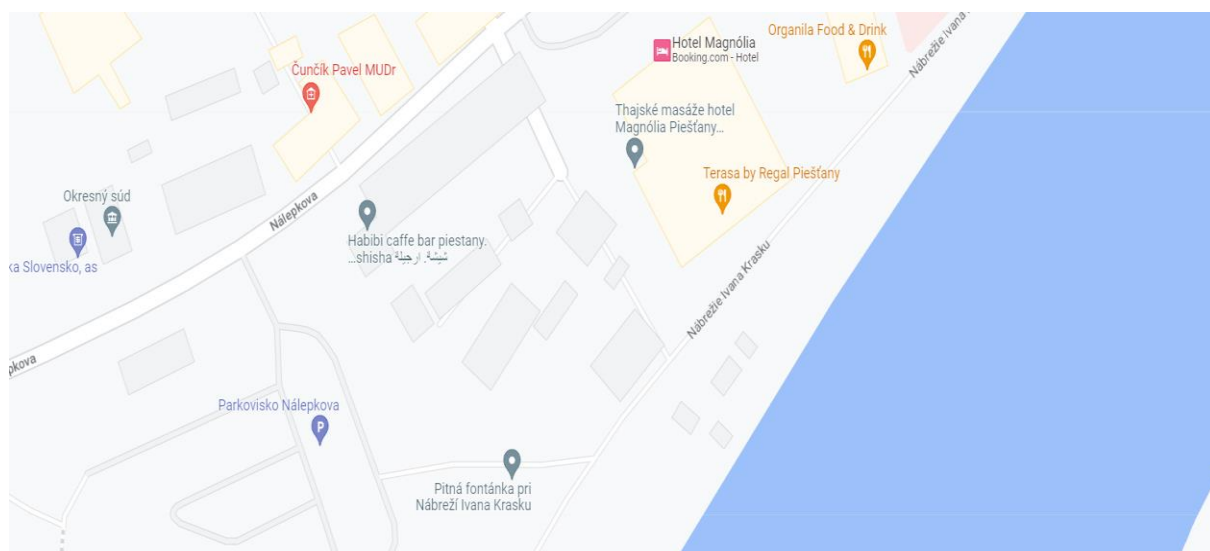 Organila Food & Drink
Nábrežie Ivana
Hotel Magnólia
Booking.com - Hotel
Čunčík Pavel MUDr
Thajské masáže hotel
Magnólia Piešťany...
Terasa by Regal Piešťany
Okresný súd
Nálepkova
Habibi caffe bar piestany.
...shisha شيشة. ارجيلة
ka Slovensko, as
Nábrežie Ivana Krasku
pkova
Parkovisko Nálepkova
P
Pitná fontánka pri
Nábreží Ivana Krasku